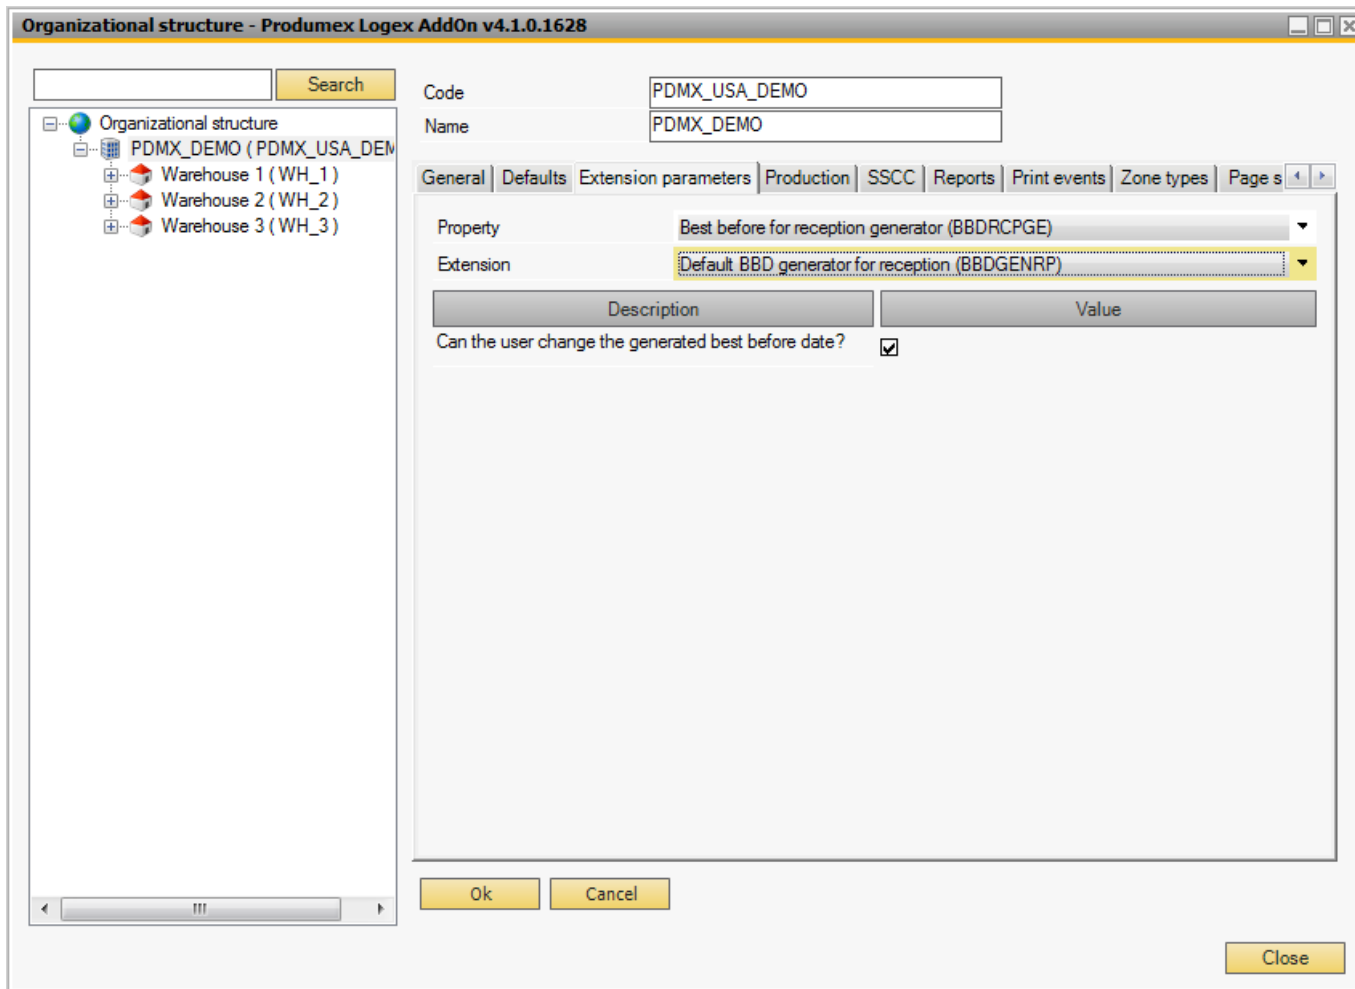 Organizational structure - Produmex Logex AddOn v4.1.0.1628
Search
Organizational structure
PDMX_DEMO ( PDMX_USA_DEM
Warehouse 1 ( WH_1 )
Warehouse 2 ( WH_2 )
Warehouse 3 ( WH_3 )
Code PDMX_USA_DEMO
Name PDMX_DEMO
General Defaults Extension parameters Production SSCC Reports Print events Zone types Page s
Property Best before for reception generator (BBDRCPGE)
Extension Default BBD generator for reception (BBDGENRP)
Description Value
Can the user change the generated best before date?
Ok Cancel
Close